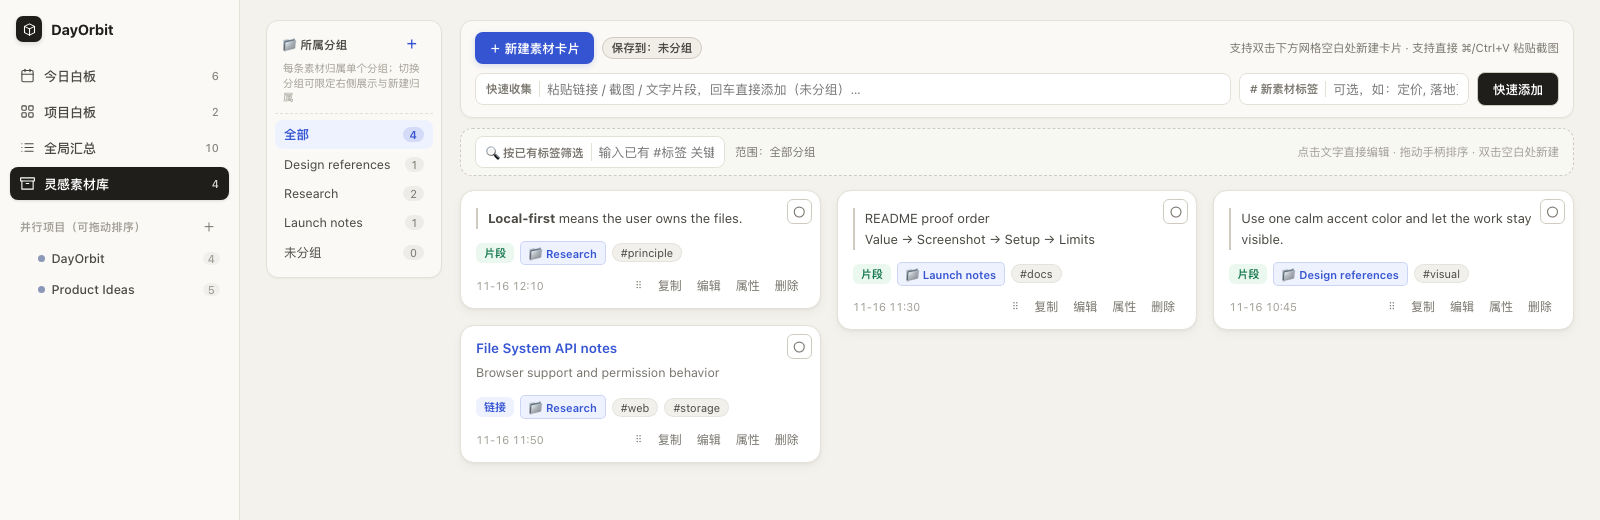 DayOrbit
今日白板 6
项目白板 2
全局汇总 10
灵感素材库 4
并行项目（可拖动排序） +
DayOrbit 4
Product Ideas 5
所属分组 +
每条素材归属单个分组；切换
分组可限定右侧展示与新建归
属
全部 4
Design references 1
Research 2
Launch notes 1
未分组 0
+ 新建素材卡片
保存到：未分组
支持双击下方网格空白处新建卡片 · 支持直接 ⌘/Ctrl+V 粘贴截图
快速收集 粘贴链接 / 截图 / 文字片段，回车直接添加（未分组）...
# 新素材标签 可选，如：定价, 落地
快速添加
按已有标签筛选 输入已有 #标签 关键
范围：全部分组
点击文字直接编辑 · 拖动手柄排序 · 双击空白处新建
Local-first means the user owns the files.
片段 Research #principle
11-16 12:10 复制 编辑 属性 删除
README proof order
Value → Screenshot → Setup → Limits
片段 Launch notes #docs
11-16 11:30 复制 编辑 属性 删除
Use one calm accent color and let the work stay
visible.
片段 Design references #visual
11-16 10:45 复制 编辑 属性 删除
File System API notes
Browser support and permission behavior
链接 Research #web #storage
11-16 11:50 复制 编辑 属性 删除